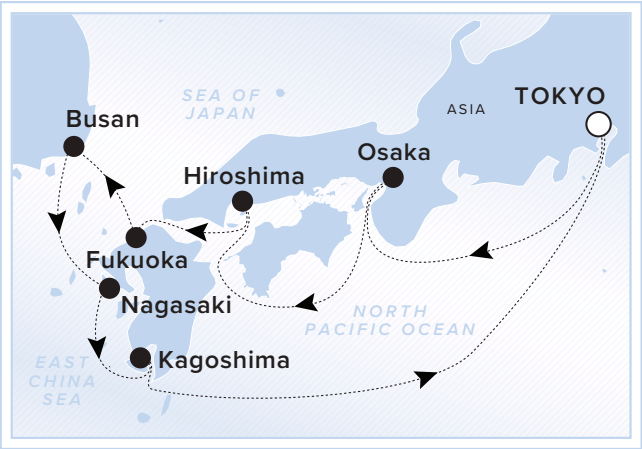 TOKYO
SEA OF
JAPAN
ASIA
Busan
Osaka
Hiroshima
Fukuoka
Nagasaki
NORTH
PACIFIC OCEAN
Kagoshima
EAST
CHINA
SEA